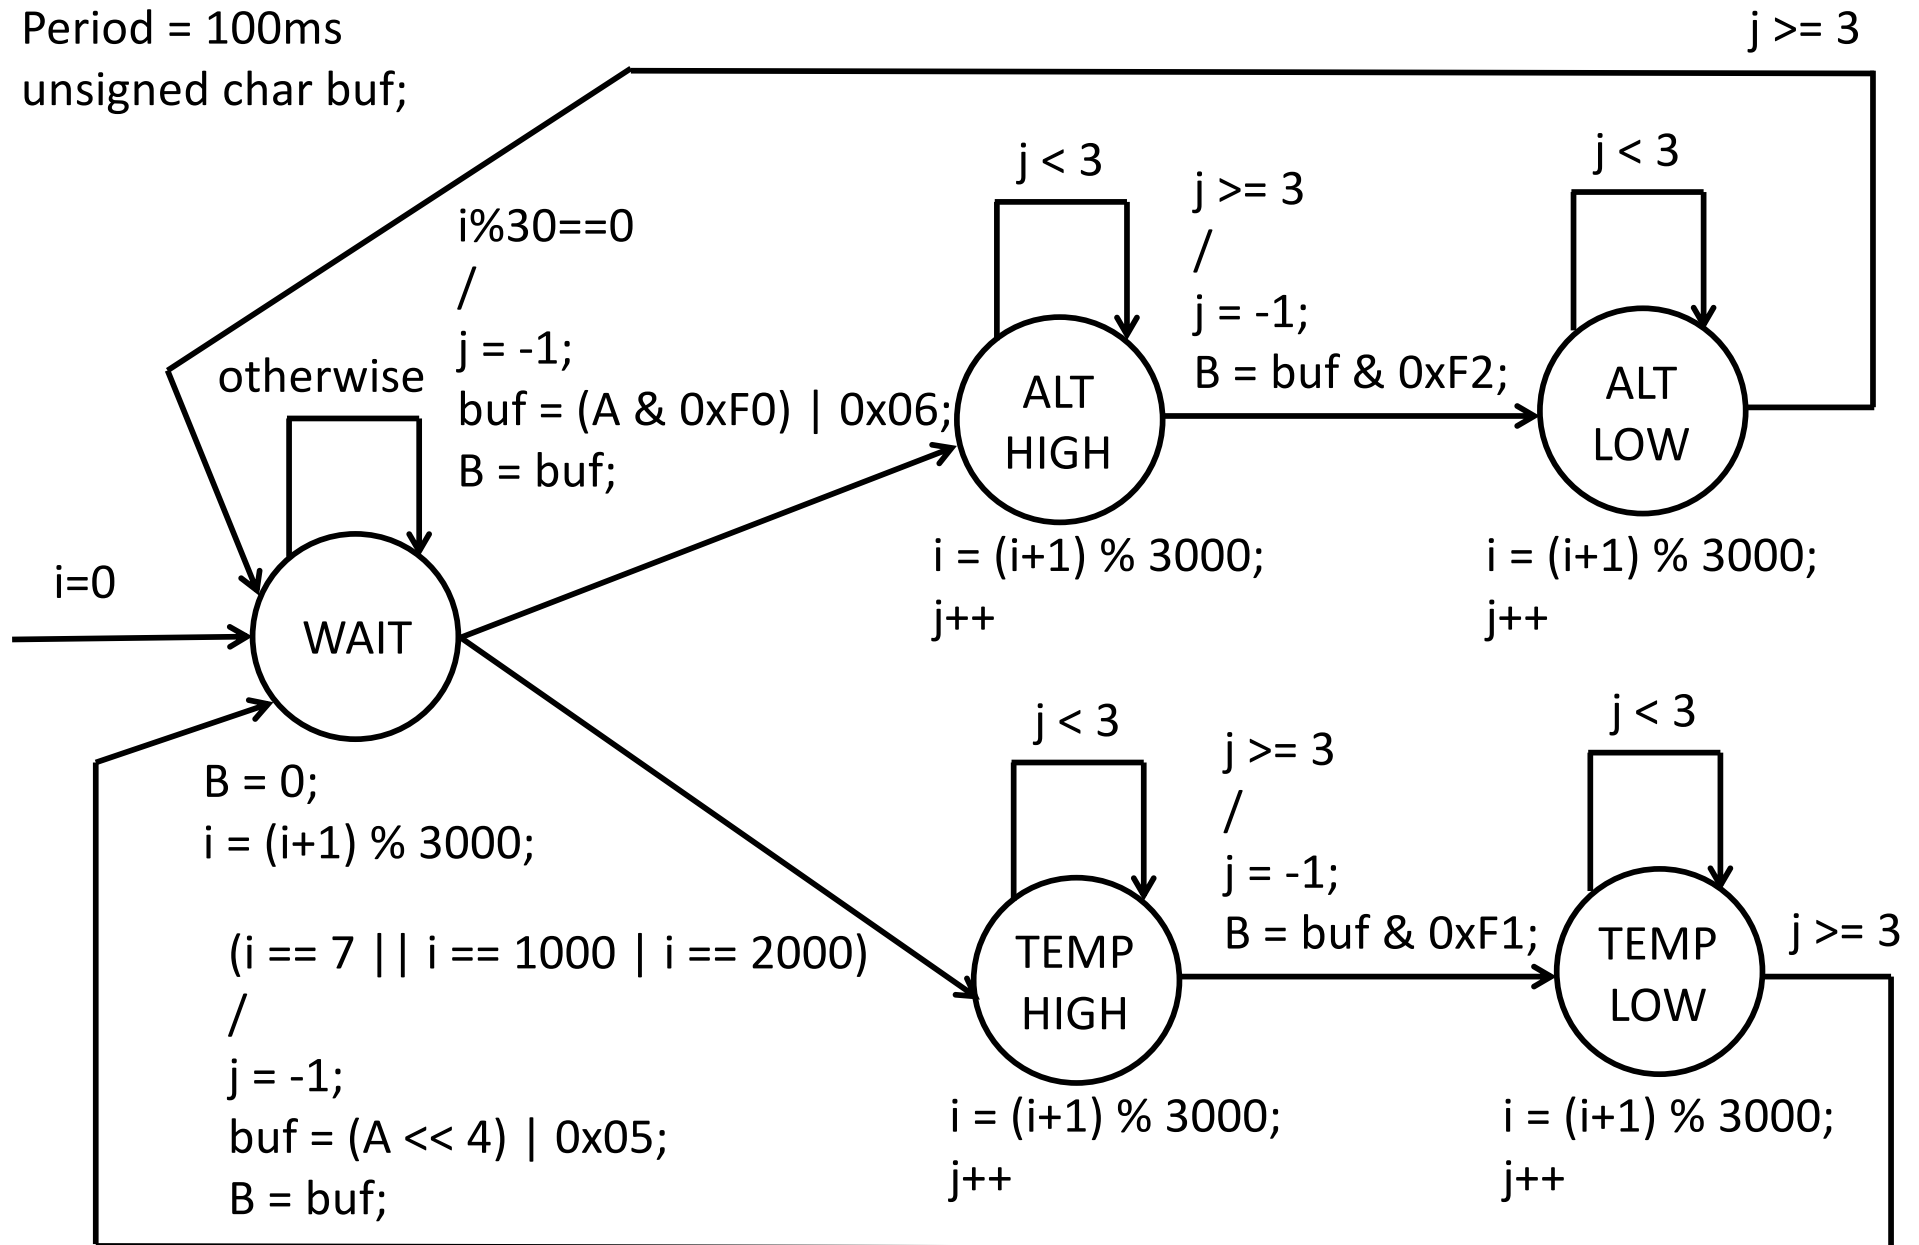 Period = 100ms
unsigned char buf;
j >= 3
j < 3
j < 3
j >= 3
/
j = -1;
B = buf & 0xF2;
i%30==0
/
j = -1;
buf = (A & 0xF0) | 0x06;
B = buf;
otherwise
ALT
HIGH
ALT
LOW
i = (i+1) % 3000;
j++
i = (i+1) % 3000;
j++
i=0
WAIT
B = 0;
i = (i+1) % 3000;
j < 3
j < 3
j >= 3
/
j = -1;
B = buf & 0xF1;
j >= 3
(i == 7 || i == 1000 | i == 2000)
/
j = -1;
buf = (A << 4) | 0x05;
B = buf;
TEMP
HIGH
TEMP
LOW
i = (i+1) % 3000;
j++
i = (i+1) % 3000;
j++